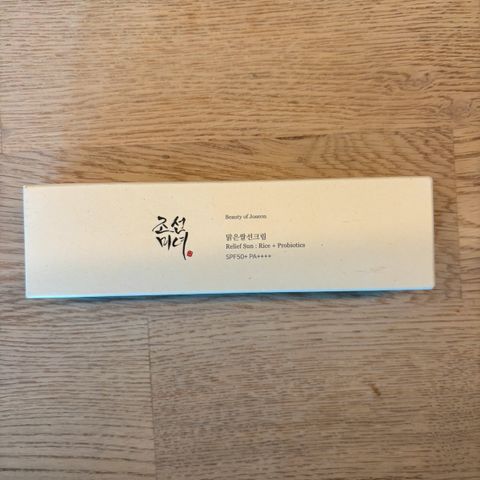 조선
미녀
Beauty of Joseon
맑은쌀선크림
Relief Sun : Rice + Probiotics
SPF50+ PA++++